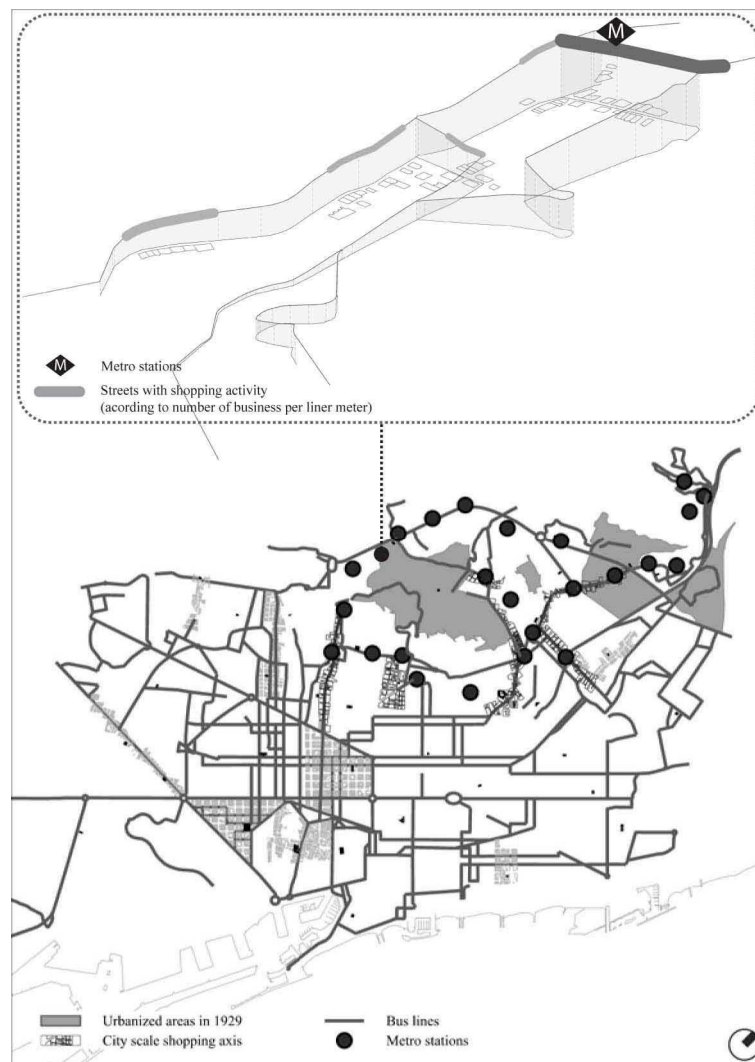 M
M
Metro stations
Streets with shopping activity
(acording to number of business per liner meter)
Urbanized areas in 1929
Bus lines
City scale shopping axis
Metro stations